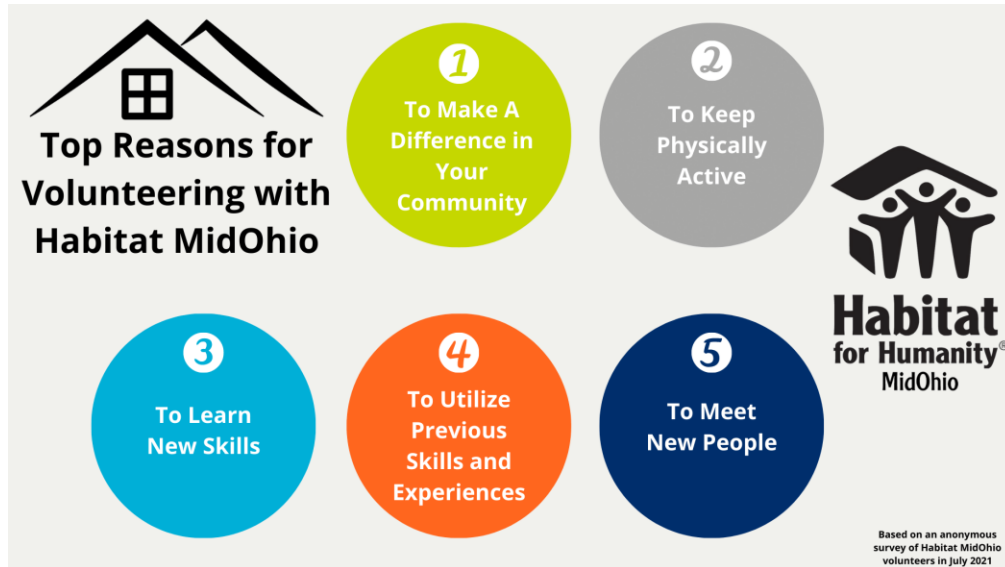 Top Reasons for
Volunteering with
Habitat MidOhio
1
To Make A
Difference in
Your
Community
2
To Keep
Physically
Active
3
To Learn
New Skills
4
To Utilize
Previous
Skills and
Experiences
5
To Meet
New People
Habitat
for Humanity®
MidOhio
Based on an anonymous
survey of Habitat MidOhio
volunteers in July 2021